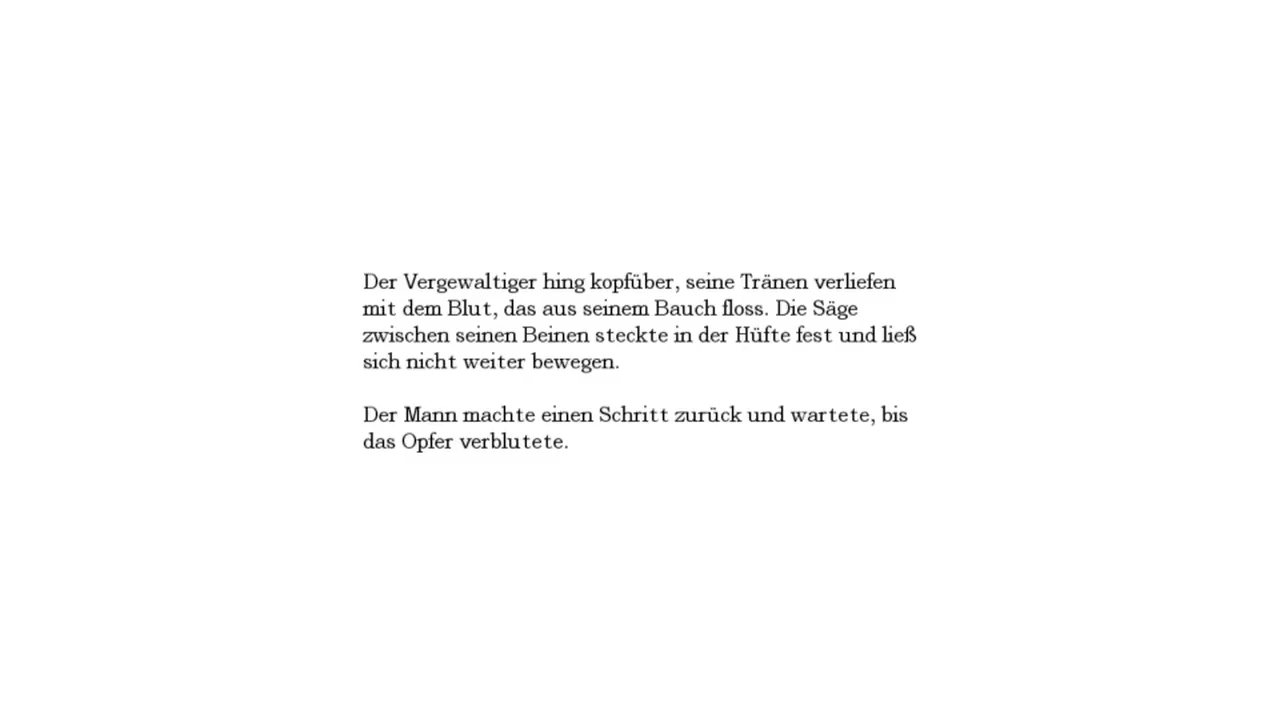 Der Vergewaltiger hing kopfüber, seine Tränen verliefen
mit dem Blut, das aus seinem Bauch floss. Die Säge
zwischen seinen Beinen steckte in der Hüfte fest und ließ
sich nicht weiter bewegen.
Der Mann machte einen Schritt zurück und wartete, bis
das Opfer verblutete.